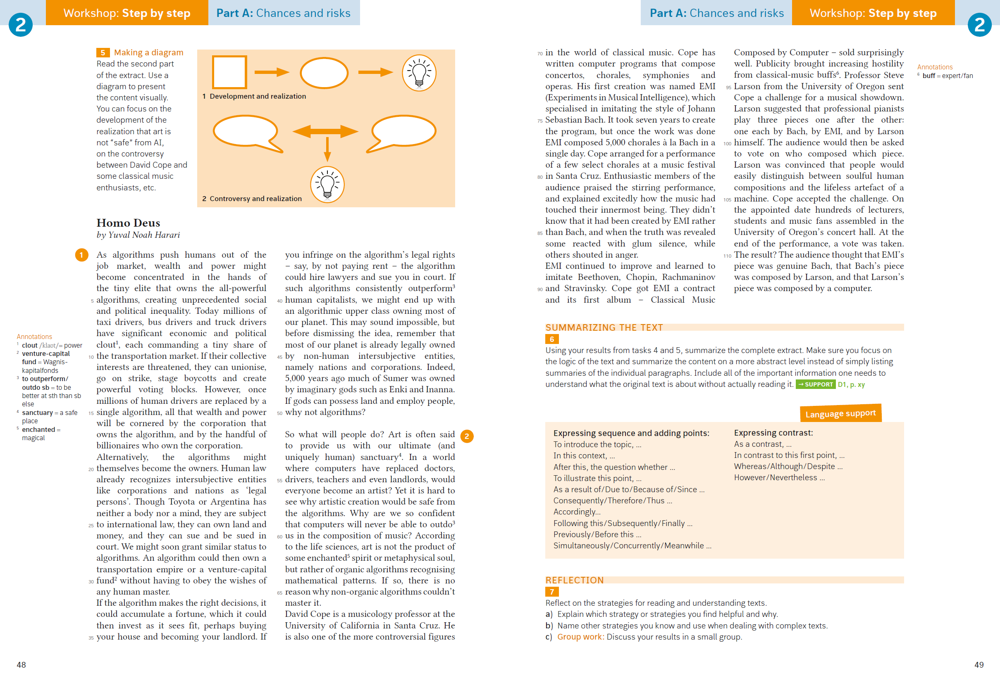 2
Workshop: Step by step
Part A: Chances and risks
5 Making a diagram
Read the second part
of the extract. Use a
diagram to present
the content visually.
You can focus on the
development of the
realization that art is
not “safe” from AI,
on the controversy
between David Cope and
some classical music
enthusiasts, etc.
1 Development and realization
2 Controversy and realization
Homo Deus
by Yuval Noah Harari
1
As algorithms push humans out of the
job market, wealth and power might
become concentrated in the hands of
the tiny elite that owns the all-powerful
5 algorithms, creating unprecedented social
and political inequality. Today millions of
taxi drivers, bus drivers and truck drivers
have significant economic and political
clout¹, each commanding a tiny share of
10 the transportation market. If their collective
interests are threatened, they can unionise,
go on strike, stage boycotts and create
powerful voting blocks. However, once
millions of human drivers are replaced by a
15 single algorithm, all that wealth and power
will be cornered by the corporation that
owns the algorithm, and by the handful of
billionaires who own the corporation.
Alternatively, the algorithms might
20 themselves become the owners. Human law
already recognizes intersubjective entities
like corporations and nations as ‘legal
persons’. Though Toyota or Argentina has
neither a body nor a mind, they are subject
25 to international law, they can own land and
money, and they can sue and be sued in
court. We might soon grant similar status to
algorithms. An algorithm could then own a
transportation empire or a venture-capital
30 fund² without having to obey the wishes of
any human master.
If the algorithm makes the right decisions, it
could accumulate a fortune, which it could
then invest as it sees fit, perhaps buying
35 your house and becoming your landlord. If
Annotations
¹ clout /klaʊt/= power
² venture-capital
fund = Wagnis-
kapitalfonds
³ to outperform/
outdo sb = to be
better at sth than sb
else
⁴ sanctuary = a safe
place
⁵ enchanted =
magical
you infringe on the algorithm’s legal rights
– say, by not paying rent – the algorithm
could hire lawyers and sue you in court. If
such algorithms consistently outperform³
40 human capitalists, we might end up with
an algorithmic upper class owning most of
our planet. This may sound impossible, but
before dismissing the idea, remember that
most of our planet is already legally owned
45 by non-human intersubjective entities,
namely nations and corporations. Indeed,
5,000 years ago much of Sumer was owned
by imaginary gods such as Enki and Inanna.
If gods can possess land and employ people,
50 why not algorithms?
2
So what will people do? Art is often said
to provide us with our ultimate (and
uniquely human) sanctuary⁴. In a world
where computers have replaced doctors,
55 drivers, teachers and even landlords, would
everyone become an artist? Yet it is hard to
see why artistic creation would be safe from
the algorithms. Why are we so confident
that computers will never be able to outdo³
60 us in the composition of music? According
to the life sciences, art is not the product of
some enchanted⁵ spirit or metaphysical soul,
but rather of organic algorithms recognising
mathematical patterns. If so, there is no
65 reason why non-organic algorithms couldn’t
master it.
David Cope is a musicology professor at the
University of California in Santa Cruz. He
is also one of the more controversial figures
48
Part A: Chances and risks
Workshop: Step by step
2
70 in the world of classical music. Cope has
written computer programs that compose
concertos, chorales, symphonies and
operas. His first creation was named EMI
(Experiments in Musical Intelligence), which
specialised in imitating the style of Johann
75 Sebastian Bach. It took seven years to create
the program, but once the work was done
EMI composed 5,000 chorales à la Bach in a
single day. Cope arranged for a performance
of a few select chorales at a music festival
80 in Santa Cruz. Enthusiastic members of the
audience praised the stirring performance,
and explained excitedly how the music had
touched their innermost being. They didn’t
know that it had been created by EMI rather
85 than Bach, and when the truth was revealed
some reacted with glum silence, while
others shouted in anger.
EMI continued to improve and learned to
imitate Beethoven, Chopin, Rachmaninov
90 and Stravinsky. Cope got EMI a contract
and its first album – Classical Music
Composed by Computer – sold surprisingly
well. Publicity brought increasing hostility
from classical-music buffs⁶. Professor Steve
95 Larson from the University of Oregon sent
Cope a challenge for a musical showdown.
Larson suggested that professional pianists
play three pieces one after the other:
one each by Bach, by EMI, and by Larson
100 himself. The audience would then be asked
to vote on who composed which piece.
Larson was convinced that people would
easily distinguish between soulful human
compositions and the lifeless artefact of a
105 machine. Cope accepted the challenge. On
the appointed date hundreds of lecturers,
students and music fans assembled in the
University of Oregon’s concert hall. At the
end of the performance, a vote was taken.
110 The result? The audience thought that EMI’s
piece was genuine Bach, that Bach’s piece
was composed by Larson, and that Larson’s
piece was composed by a computer.
Annotations
⁶ buff = expert/fan
SUMMARIZING THE TEXT
6
Using your results from tasks 4 and 5, summarize the complete extract. Make sure you focus on
the logic of the text and summarize the content on a more abstract level instead of simply listing
summaries of the individual paragraphs. Include all of the important information one needs to
understand what the original text is about without actually reading it. → SUPPORT D1, p. xy
Language support
Expressing sequence and adding points:
To introduce the topic, ...
In this context, ...
After this, the question whether ...
To illustrate this point, ...
As a result of/Due to/Because of/Since ...
Consequently/Therefore/Thus ...
Accordingly...
Following this/Subsequently/Finally ...
Previously/Before this ...
Simultaneously/Concurrently/Meanwhile ...
Expressing contrast:
As a contrast, ...
In contrast to this first point, ...
Whereas/Although/Despite ...
However/Nevertheless ...
REFLECTION
7
Reflect on the strategies for reading and understanding texts.
a) Explain which strategy or strategies you find helpful and why.
b) Name other strategies you know and use when dealing with complex texts.
c) Group work: Discuss your results in a small group.
49